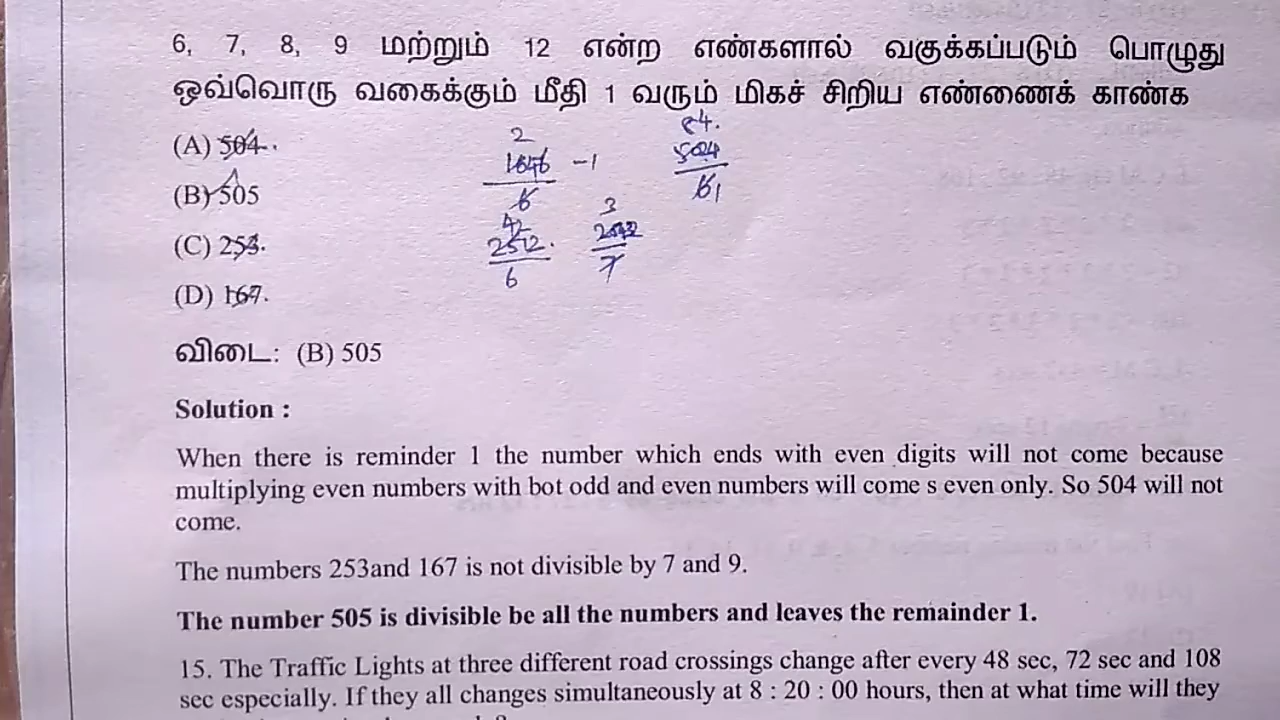 6, 7, 8, 9 மற்றும் 12 என்ற எண்களால் வகுக்கப்படும் பொழுது
ஒவ்வொரு வகைக்கும் மீதி 1 வரும் மிகச் சிறிய எண்ணைக் காண்க
(A) 504
(B) 505
(C) 253
(D) 167
விடை: (B) 505
Solution :
When there is reminder 1 the number which ends with even digits will not come because
multiplying even numbers with bot odd and even numbers will come s even only. So 504 will not
come.
The numbers 253and 167 is not divisible by 7 and 9.
The number 505 is divisible be all the numbers and leaves the remainder 1.
15. The Traffic Lights at three different road crossings change after every 48 sec, 72 sec and 108
sec especially. If they all changes simultaneously at 8 : 20 : 00 hours, then at what time will they